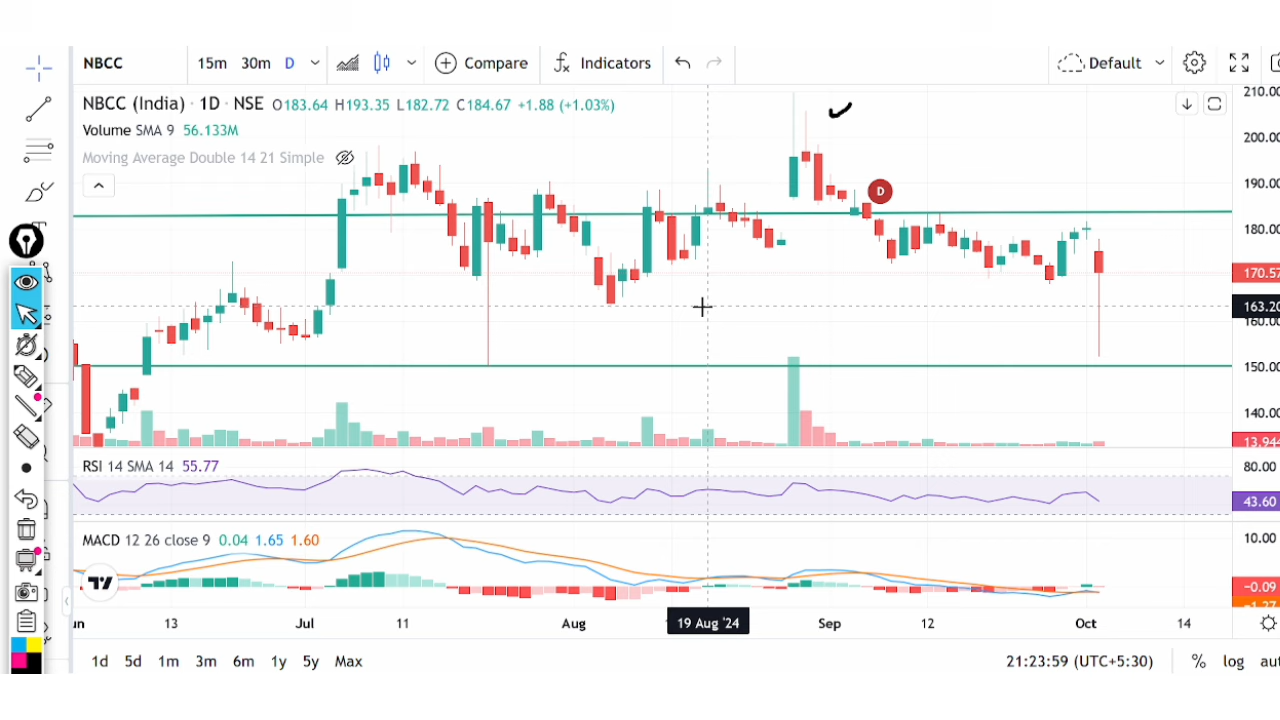 NBCC 15m 30m D Compare Indicators Default
NBCC (India) · 1D · NSE O183.64 H193.35 L182.72 C184.67 +1.88 (+1.03%)
Volume SMA 9 56.133M
Moving Average Double 14 21 Simple
210.00
200.00
190.00
D
180.00
170.57
163.20
160.00
150.00
140.00
13.944
RSI 14 SMA 14 55.77
80.00
43.60
MACD 12 26 close 9 0.04 1.65 1.60
10.00
−0.09
−1.27
un 13 Jul 11 Aug 19 Aug '24 Sep 12 Oct 14
1d 5d 1m 3m 6m 1y 5y Max 21:23:59 (UTC+5:30) % log aut